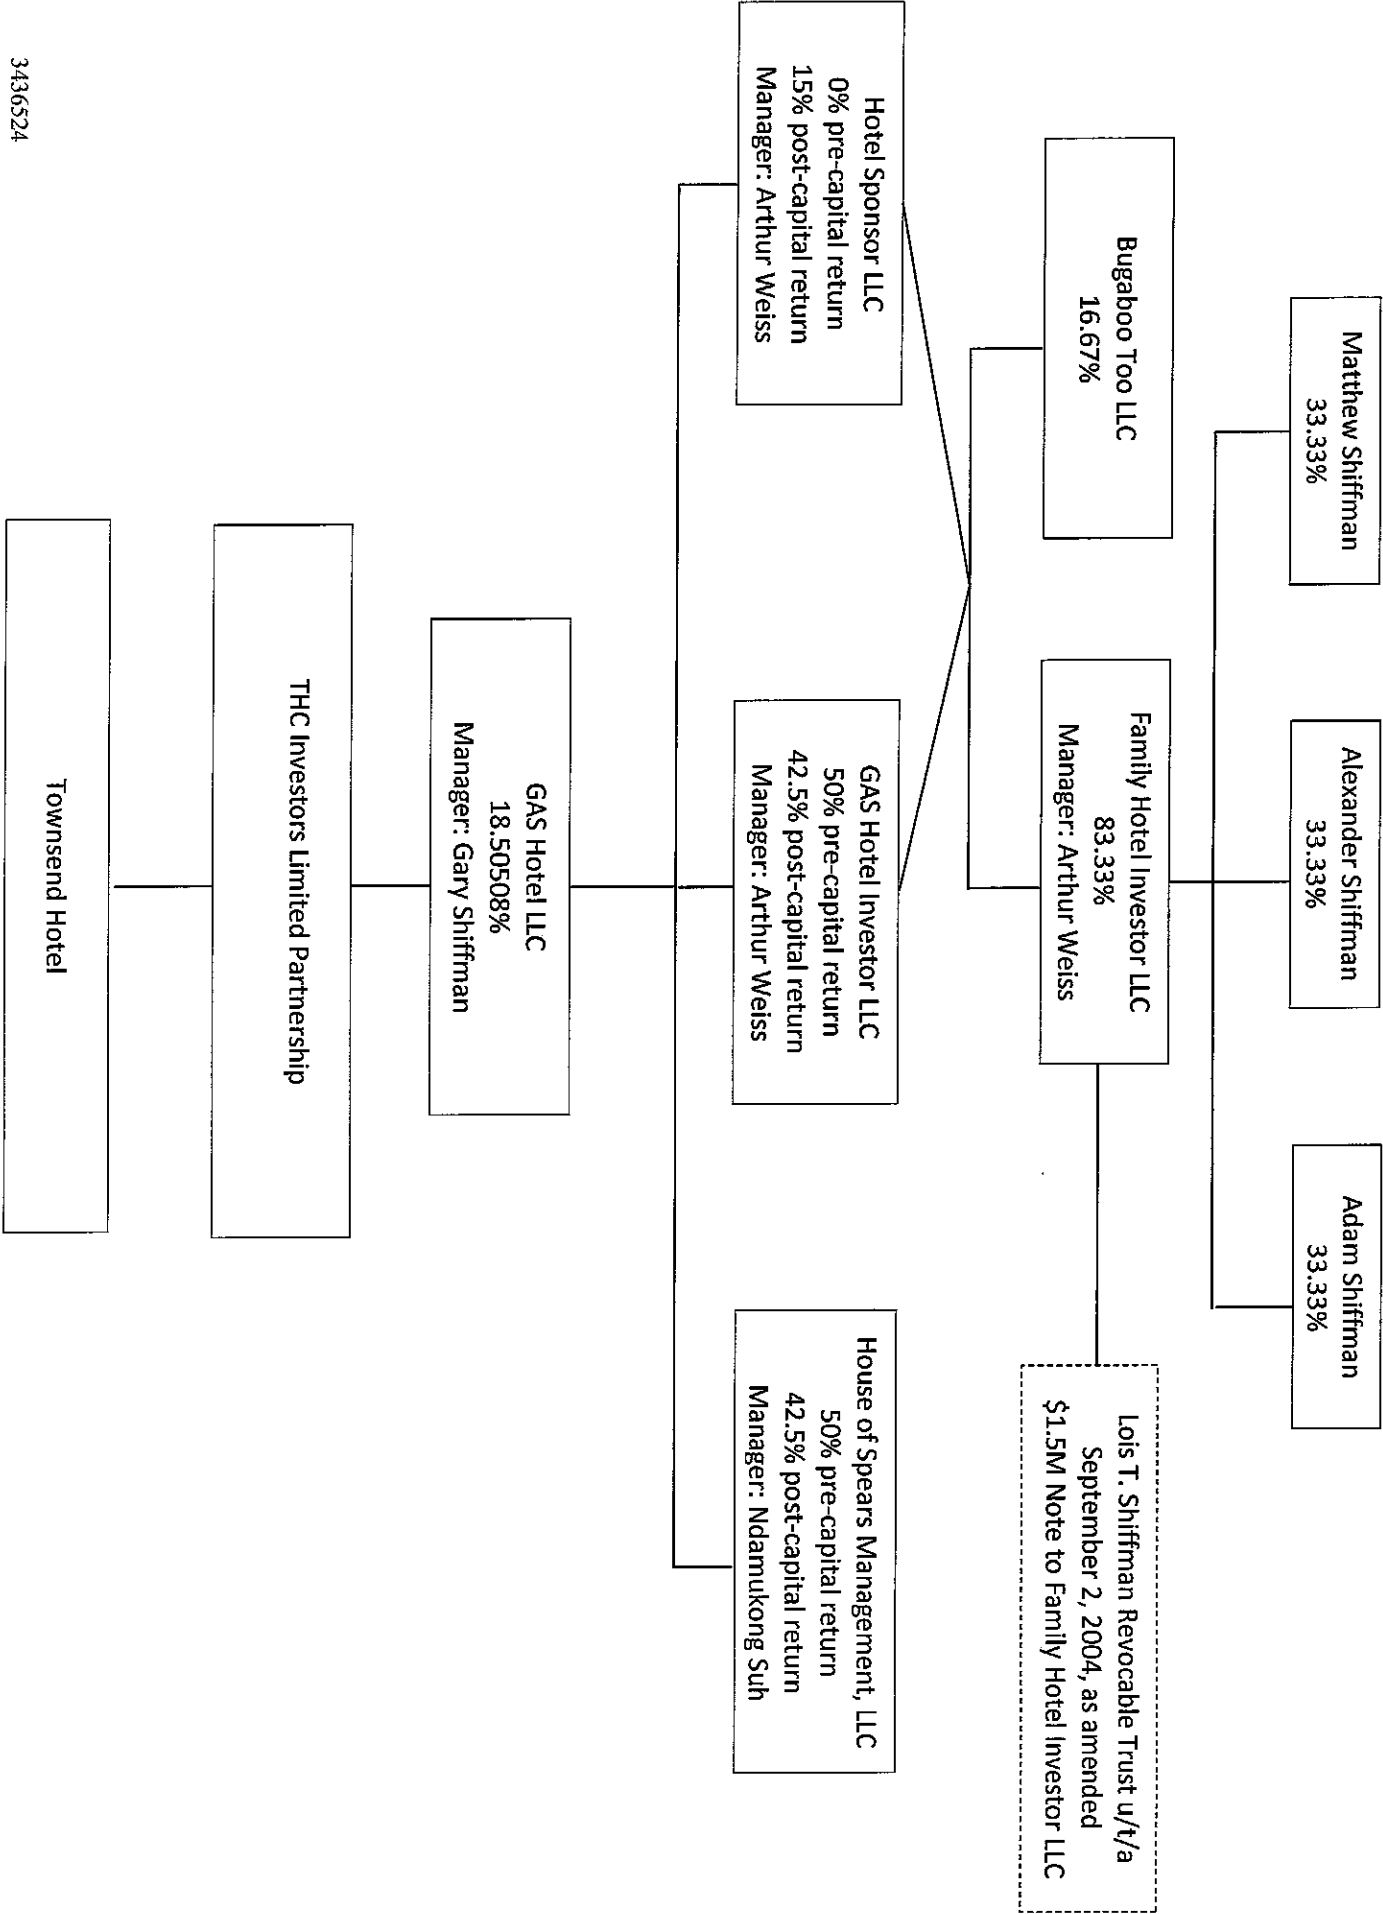 Matthew Shiffman
33.33%
Alexander Shiffman
33.33%
Adam Shiffman
33.33%
Bugaboo Too LLC
16.67%
Family Hotel Investor LLC
83.33%
Manager: Arthur Weiss
Lois T. Shiffman Revocable Trust u/t/a
September 2, 2004, as amended
$1.5M Note to Family Hotel Investor LLC
Hotel Sponsor LLC
0% pre-capital return
15% post-capital return
Manager: Arthur Weiss
GAS Hotel Investor LLC
50% pre-capital return
42.5% post-capital return
Manager: Arthur Weiss
House of Spears Management, LLC
50% pre-capital return
42.5% post-capital return
Manager: Ndamukong Suh
GAS Hotel LLC
18.50508%
Manager: Gary Shiffman
THC Investors Limited Partnership
Townsend Hotel
3436524